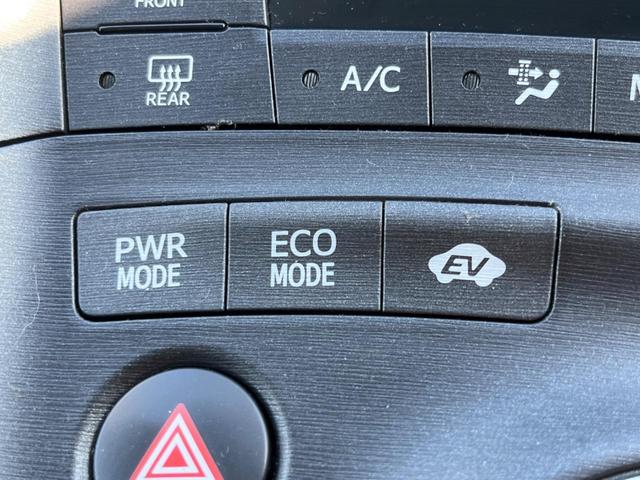 FRONT
REAR
A/C
PWR
MODE
ECO
MODE
EV